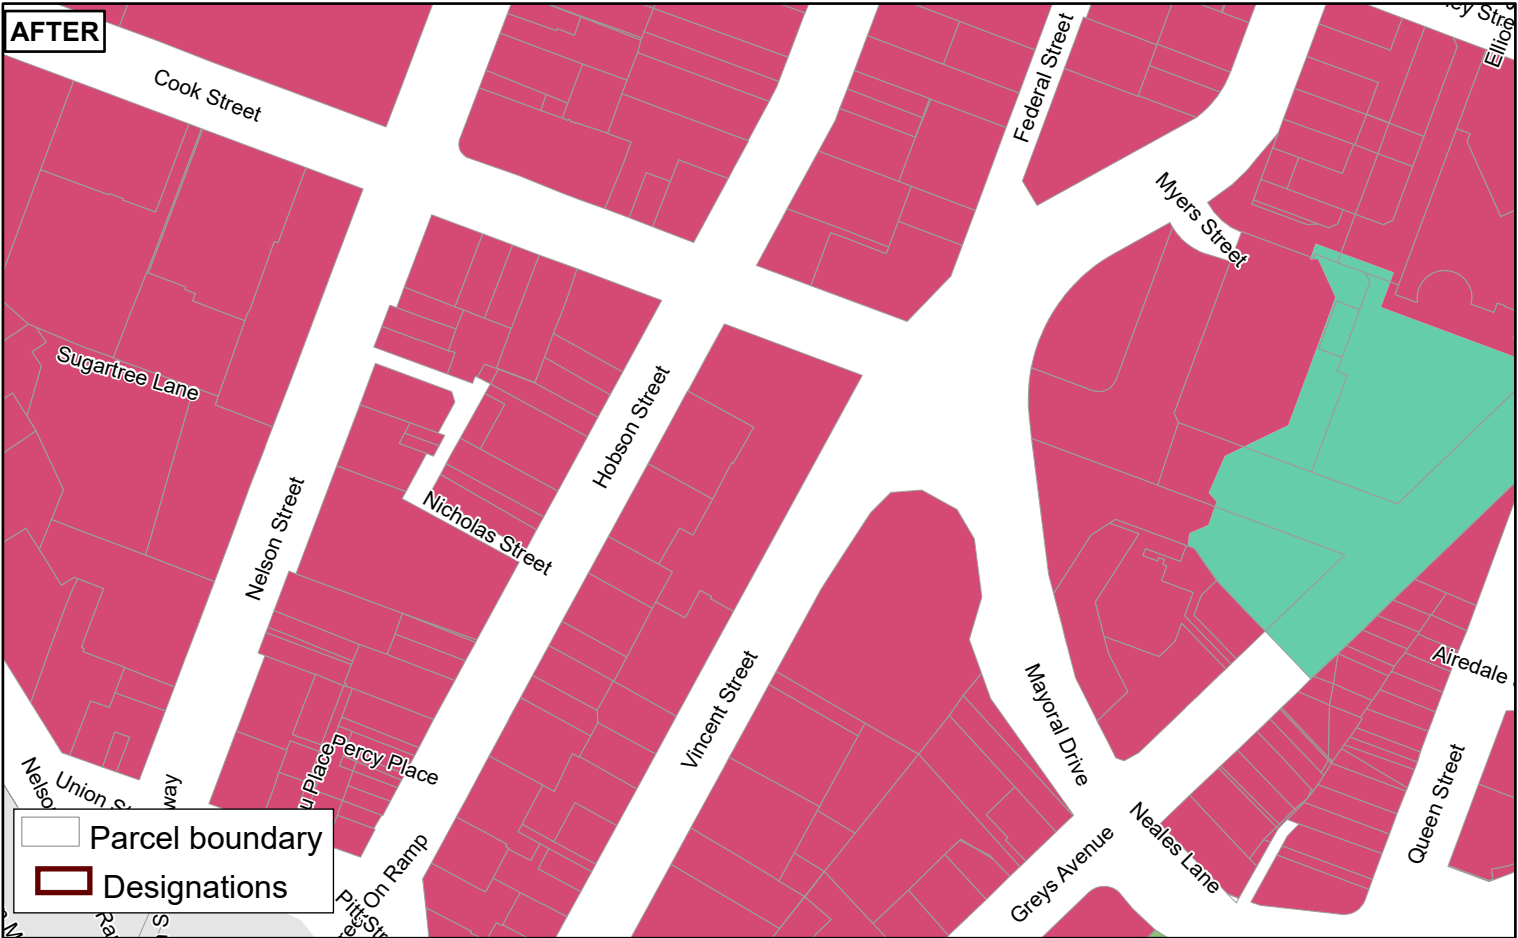 AFTER
Cook Street
Federal Street
Myers Street
Sugartree Lane
Hobson Street
Nelson Street
Nicholas Street
Vincent Street
Mayoral Drive
Airedale
Percy Place
Union
Queen Street
Neales Lane
Greys Avenue
On Ramp
Parcel boundary
Designations